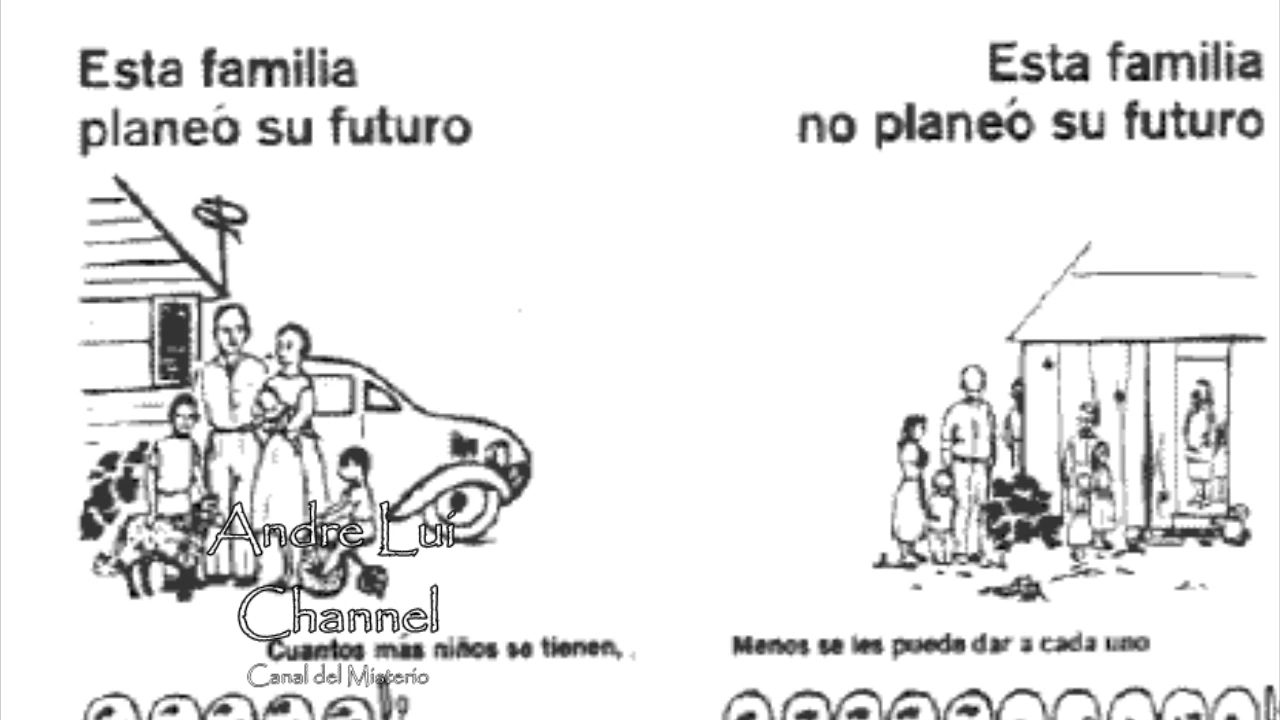 Esta familia
planeó su futuro
Esta familia
no planeó su futuro
Andre Luí
Channel
Cuantos más niños se tienen,
Menos se les puede dar a cada uno
Canal del Misterio